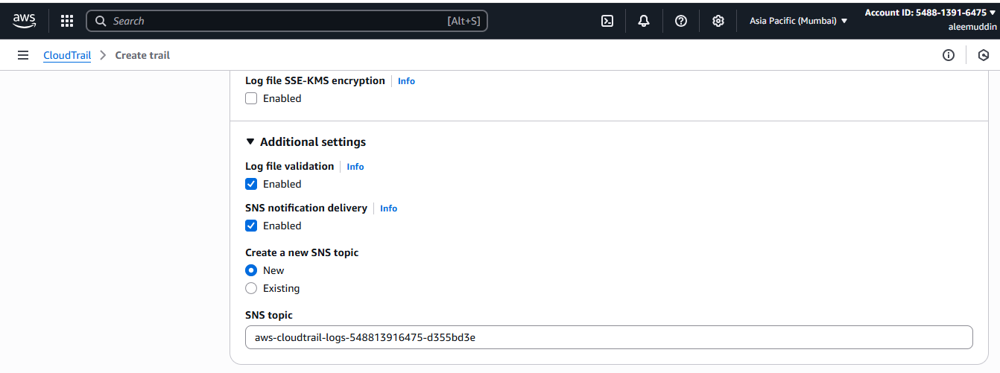 aws
Search [Alt+S]
Asia Pacific (Mumbai)
Account ID: 5488-1391-6475
aleemuddin
CloudTrail
Create trail
Log file SSE-KMS encryption Info
Enabled
Additional settings
Log file validation Info
Enabled
SNS notification delivery Info
Enabled
Create a new SNS topic
New
Existing
SNS topic
aws-cloudtrail-logs-548813916475-d355bd3e